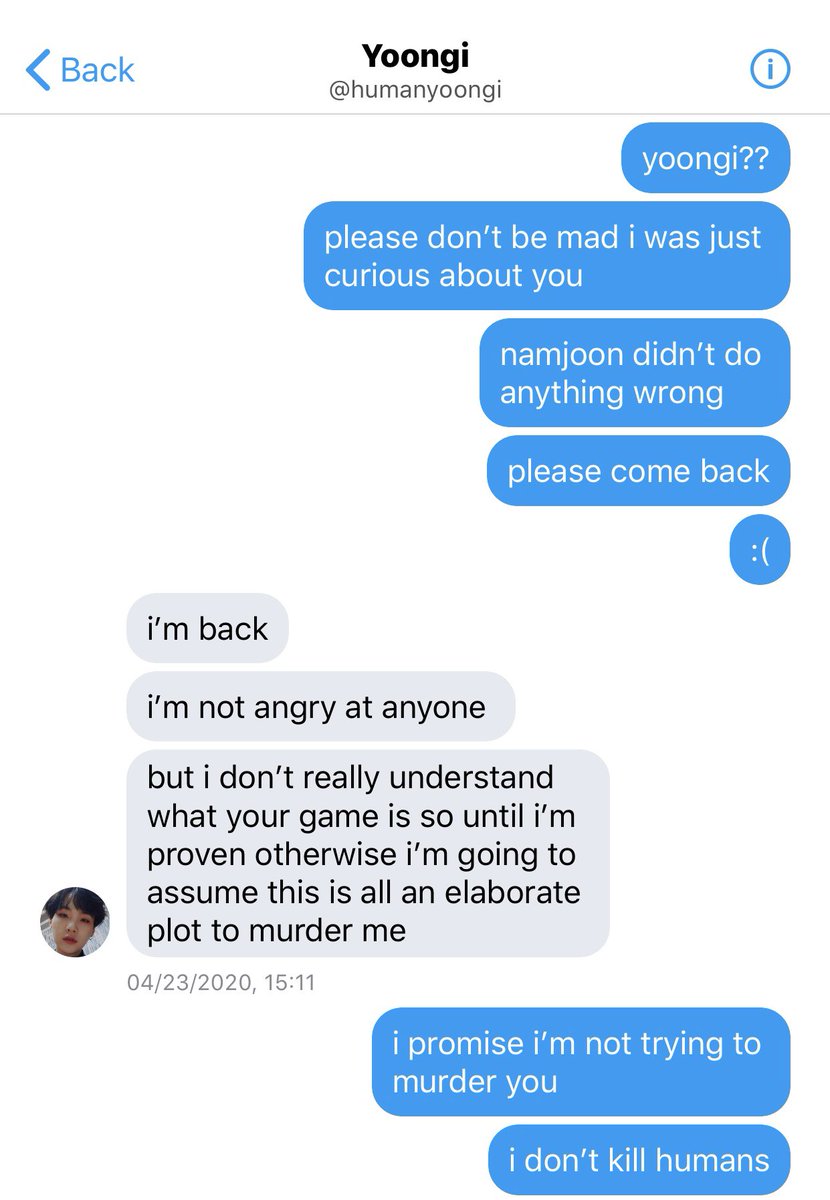 Back
Yoongi
@humanyoongi
yoongi??
please don’t be mad i was just
curious about you
namjoon didn’t do
anything wrong
please come back
:(
i’m back
i’m not angry at anyone
but i don’t really understand
what your game is so until i’m
proven otherwise i’m going to
assume this is all an elaborate
plot to murder me
04/23/2020, 15:11
i promise i’m not trying to
murder you
i don’t kill humans